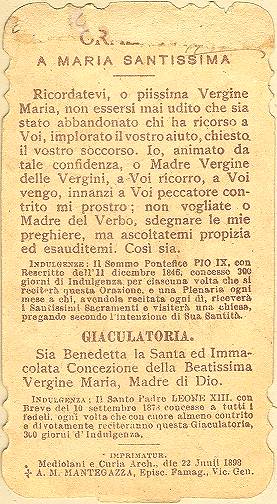 A MARIA SANTISSIMA
Ricordatevi, o piissima Vergine
Maria, non essersi mai udito che sia
stato abbandonato chi ha ricorso a
Voi, implorato il vostro aiuto, chiesto
il vostro soccorso. Io, animato da
tale confidenza, o Madre Vergine
delle Vergini, a Voi ricorro, a Voi
vengo, innanzi a Voi peccatore con-
trito mi prostro; non vogliate o
Madre del Verbo, sdegnare le mie
preghiere, ma ascoltatemi propizia
ed esauditemi. Così sia.
INDULGENZE: Il Sommo Pontefice PIO IX, con
Rescritto dell'11 dicembre 1846, concesse 300
giorni di Indulgenza per ciascuna volta che si
reciterà questa Orazione, e una Plenaria ogni
mese a chi, avendola recitata ogni dì, riceverà
i Santissimi Sacramenti e visiterà una chiesa,
pregando secondo l'intenzione di Sua Santità.
GIACULATORIA.
Sia Benedetta la Santa ed Imma-
colata Concezione della Beatissima
Vergine Maria, Madre di Dio.
INDULGENZA: Il Santo Padre LEONE XIII. con
Breve del 10 settembre 1878 concesse a tutti i
fedeli, ogni volta che con cuore almeno contrito
e divotamente reciteranno questa Giaculatoria,
300 giorni d'Indulgenza.
IMPRIMATUR.
Mediolani e Curia Arch., die 22 Junii 1898
† A. M. MANTEGAZZA, Episc. Famag., Vic. Gen.